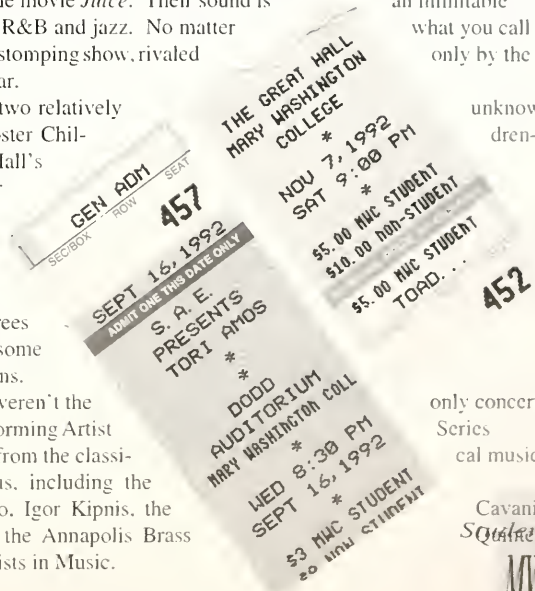 the movie Juice. Their sound is
R&B and jazz. No matter
stomping show, rivaled
ar.
two relatively
ster Chil-
Hall's
rees
some
ns.
weren't the
orming Artist
from the classi-
as, including the
o, Igor Kipnis, the
the Annapolis Brass
ists in Music.
GEN ADM
SEC/BOX ROW SEAT
457
SEPT 16, 1992
ADMIT ONE THIS DATE ONLY
S. A. E.
PRESENTS
TORI AMOS
*
*
DODD
AUDITORIUM
MARY WASHINGTON COLL
*
WED 8:30 PM
SEPT 16, 1992
*
$3 MWC STUDENT
NON STUDENT
THE GREAT HALL
MARY WASHINGTON
COLLEGE
*
NOV 7, 1992
SAT 9:00 PM
*
$5.00 MWC STUDENT
$10.00 NON-STUDENT
$5.00 MWC STUDENT
TOAD...
452
an inimitable
what you call
only by the
unknow
dren-
only concer
Series
cal music
Cavani